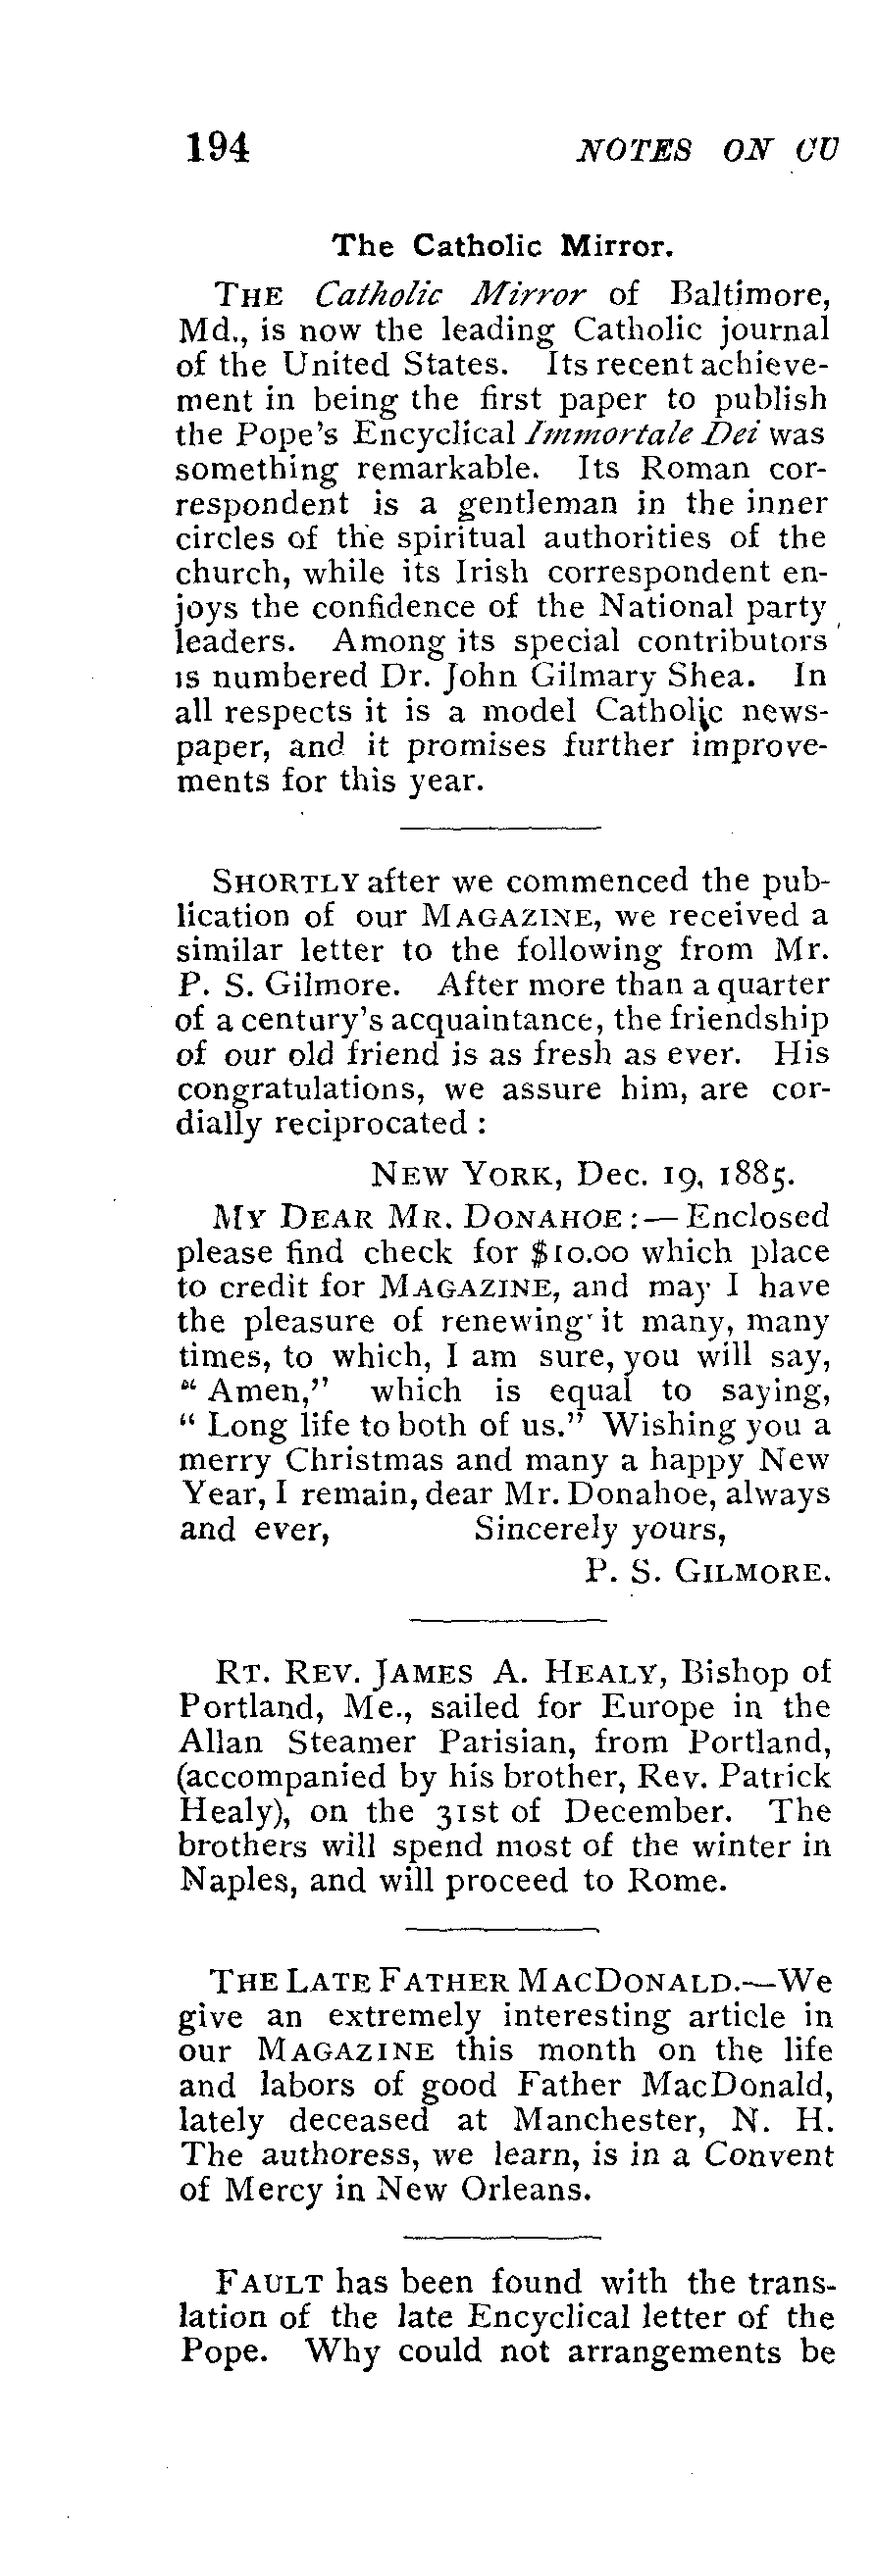 194 NOTES ON CU
The Catholic Mirror.
THE Catholic Mirror of Baltimore,
Md., is now the leading Catholic journal
of the United States. Its recent achieve-
ment in being the first paper to publish
the Pope's Encyclical Immortale Dei was
something remarkable. Its Roman cor-
respondent is a gentleman in the inner
circles of the spiritual authorities of the
church, while its Irish correspondent en-
joys the confidence of the National party
leaders. Among its special contributors
is numbered Dr. John Gilmary Shea. In
all respects it is a model Catholic news-
paper, and it promises further improve-
ments for this year.
SHORTLY after we commenced the pub-
lication of our MAGAZINE, we received a
similar letter to the following from Mr.
P. S. Gilmore. After more than a quarter
of a century's acquaintance, the friendship
of our old friend is as fresh as ever. His
congratulations, we assure him, are cor-
dially reciprocated :
NEW YORK, Dec. 19, 1885.
MY DEAR MR. DONAHOE :— Enclosed
please find check for $10.00 which place
to credit for MAGAZINE, and may I have
the pleasure of renewing it many, many
times, to which, I am sure, you will say,
“ Amen,” which is equal to saying,
“ Long life to both of us.” Wishing you a
merry Christmas and many a happy New
Year, I remain, dear Mr. Donahoe, always
and ever, Sincerely yours,
P. S. GILMORE.
RT. REV. JAMES A. HEALY, Bishop of
Portland, Me., sailed for Europe in the
Allan Steamer Parisian, from Portland,
(accompanied by his brother, Rev. Patrick
Healy), on the 31st of December. The
brothers will spend most of the winter in
Naples, and will proceed to Rome.
THE LATE FATHER MACDONALD.—We
give an extremely interesting article in
our MAGAZINE this month on the life
and labors of good Father MacDonald,
lately deceased at Manchester, N. H.
The authoress, we learn, is in a Convent
of Mercy in New Orleans.
FAULT has been found with the trans-
lation of the late Encyclical letter of the
Pope. Why could not arrangements be